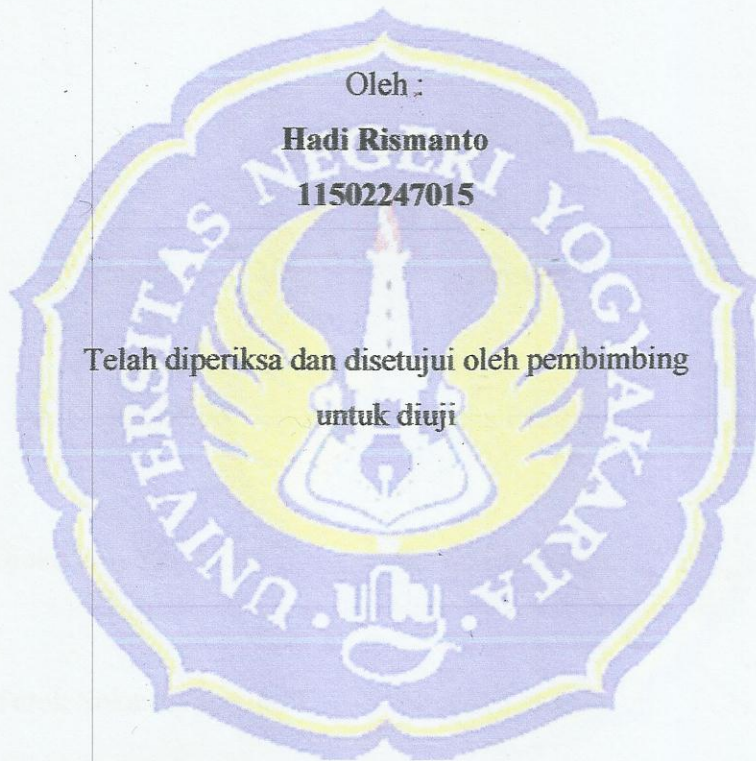 Oleh :
Hadi Rismanto
11502247015
Telah diperiksa dan disetujui oleh pembimbing
untuk diuji
UNIVERSITAS NEGERI YOGYAKARTA
uny